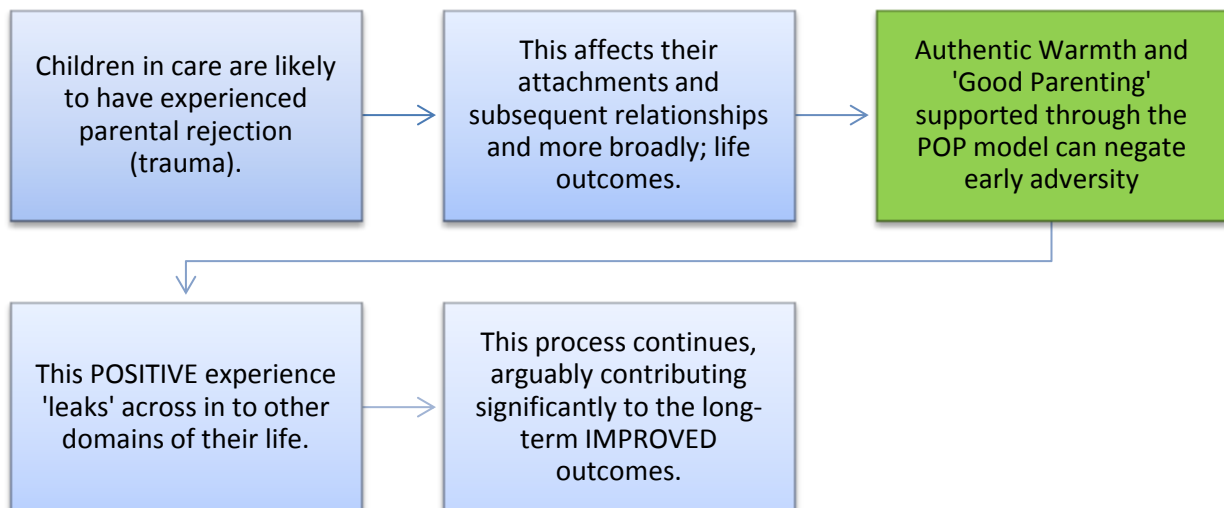 Children in care are likely
to have experienced
parental rejection
(trauma).
This affects their
attachments and
subsequent relationships
and more broadly; life
outcomes.
Authentic Warmth and
'Good Parenting'
supported through the
POP model can negate
early adversity
This POSITIVE experience
'leaks' across in to other
domains of their life.
This process continues,
arguably contributing
significantly to the long-
term IMPROVED
outcomes.